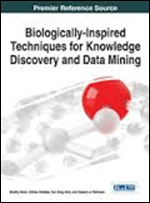 Premier Reference Source
Biologically-Inspired
Techniques for Knowledge
Discovery and Data Mining